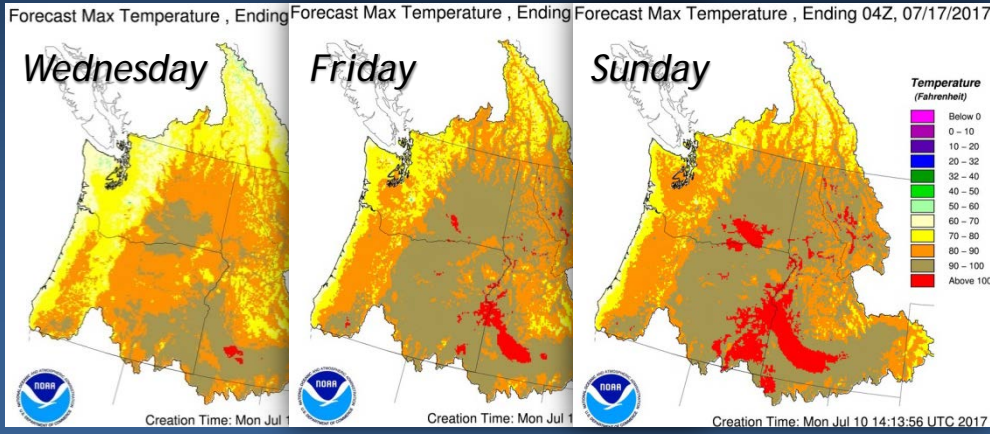 Forecast Max Temperature , Ending
Wednesday
NOAA
Creation Time: Mon Jul 1
Forecast Max Temperature , Ending
Friday
NOAA
Creation Time: Mon Jul 1
Forecast Max Temperature , Ending 04Z, 07/17/2017
Sunday
Temperature
(Fahrenheit)
Below 0
0 - 10
10 - 20
20 - 32
32 - 40
40 - 50
50 - 60
60 - 70
70 - 80
80 - 90
90 - 100
Above 100
NOAA
Creation Time: Mon Jul 10 14:13:56 UTC 2017